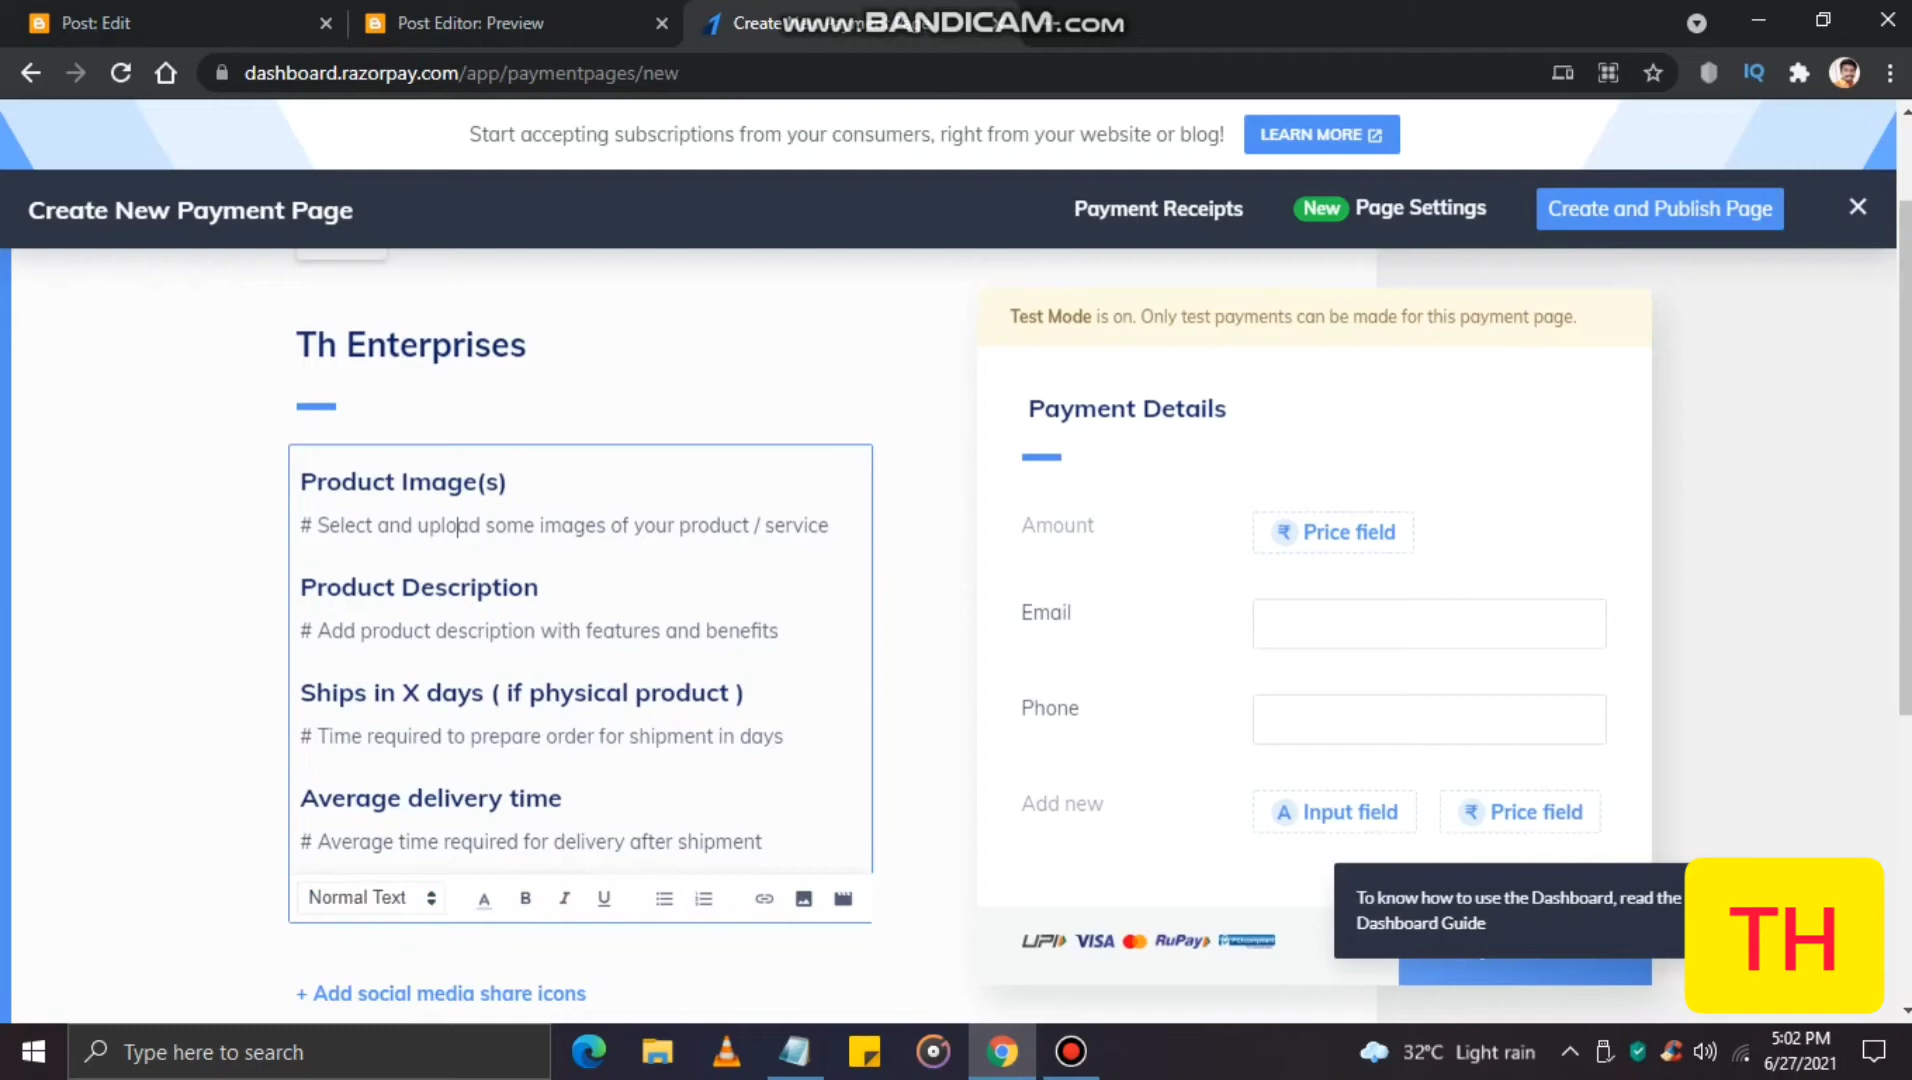 Post: Edit
Post Editor: Preview
Create
www.BANDICAM.com
dashboard.razorpay.com/app/paymentpages/new
IQ
Start accepting subscriptions from your consumers, right from your website or blog!
LEARN MORE
Create New Payment Page
Payment Receipts
New Page Settings
Create and Publish Page
Th Enterprises
Test Mode is on. Only test payments can be made for this payment page.
Payment Details
Product Image(s)
# Select and upload some images of your product / service
Product Description
# Add product description with features and benefits
Ships in X days ( if physical product )
# Time required to prepare order for shipment in days
Average delivery time
# Average time required for delivery after shipment
Normal Text
A B I U
+ Add social media share icons
Amount
₹ Price field
Email
Phone
Add new
A Input field
₹ Price field
UPI VISA RuPay
To know how to use the Dashboard, read the
Dashboard Guide
TH
Type here to search
32°C Light rain
5:02 PM
6/27/2021